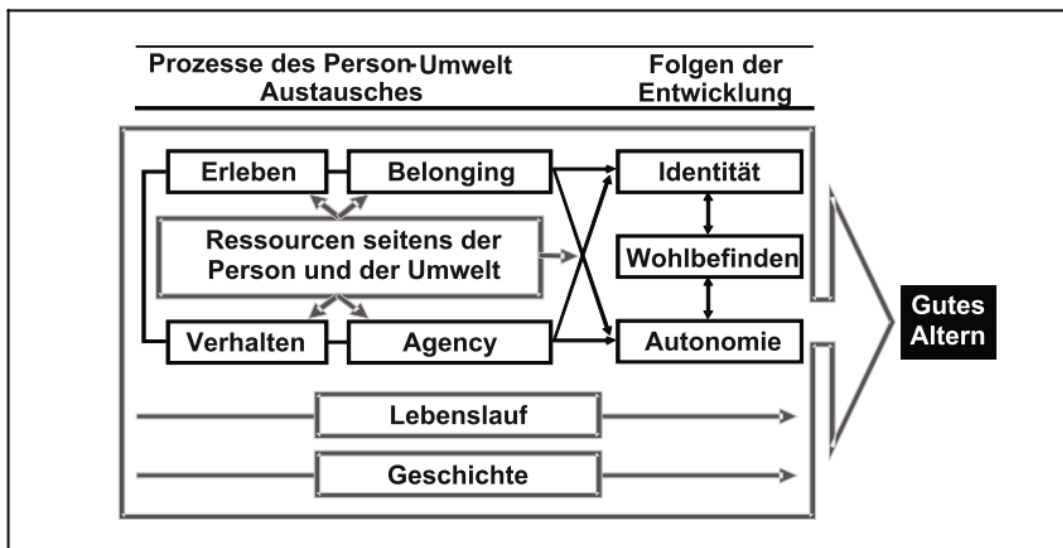 Prozesse des Person-Umwelt
Austausches
Folgen der
Entwicklung
Erleben
Belonging
Identität
Ressourcen seitens der
Person und der Umwelt
Wohlbefinden
Verhalten
Agency
Autonomie
Gutes
Altern
Lebenslauf
Geschichte